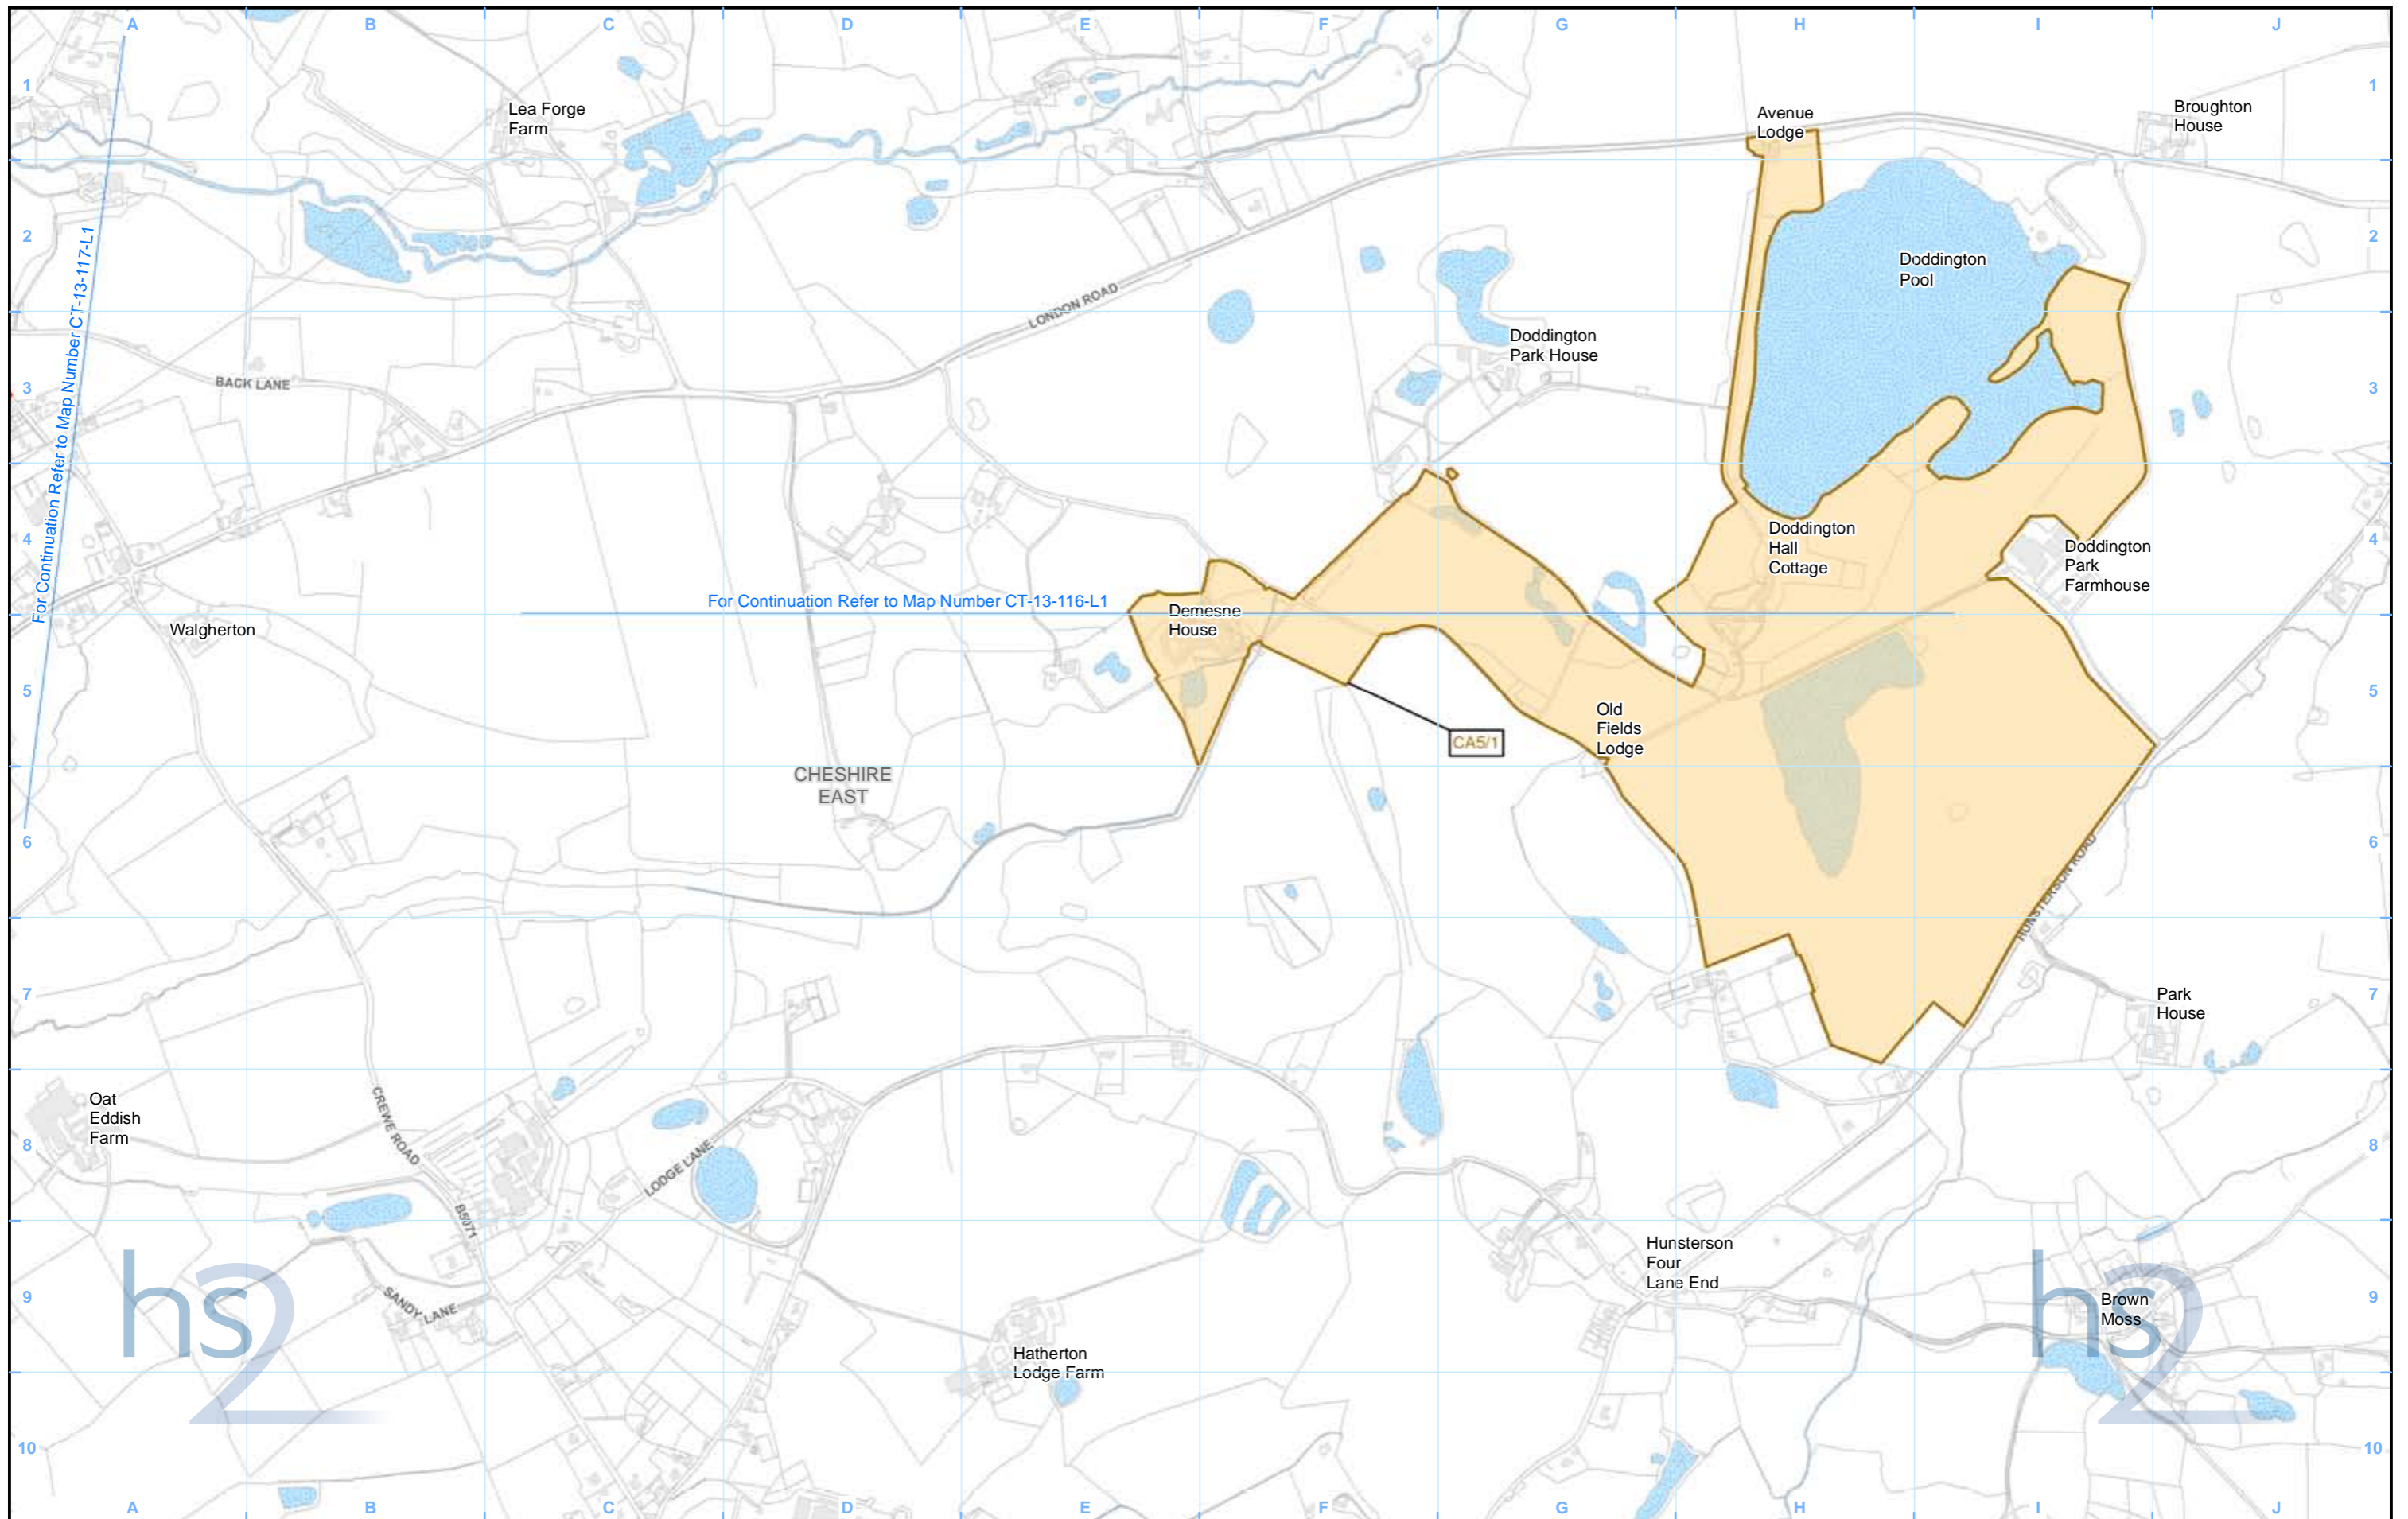 A B C D E F G H I J
1
1
Lea Forge
Farm
Avenue
Lodge
Broughton
House
2
2
For Continuation Refer to Map Number CT-13-117-L1
Doddington
Pool
LONDON ROAD
Doddington
Park House
3
3
BACK LANE
4
4
Doddington
Hall
Cottage
Doddington
Park
Farmhouse
For Continuation Refer to Map Number CT-13-116-L1
Demesne
House
Walgherton
5
5
Old
Fields
Lodge
CA5/1
CHESHIRE
EAST
6
6
HUNSTERSON ROAD
7
7
Park
House
Oat
Eddish
Farm
CREWE ROAD
LODGE LANE
8
8
B5071
Hunsterson
Four
Lane End
SANDY LANE
9
9
hs2
hs2
Brown
Moss
Hatherton
Lodge Farm
10
10
A B C D E F G H I J